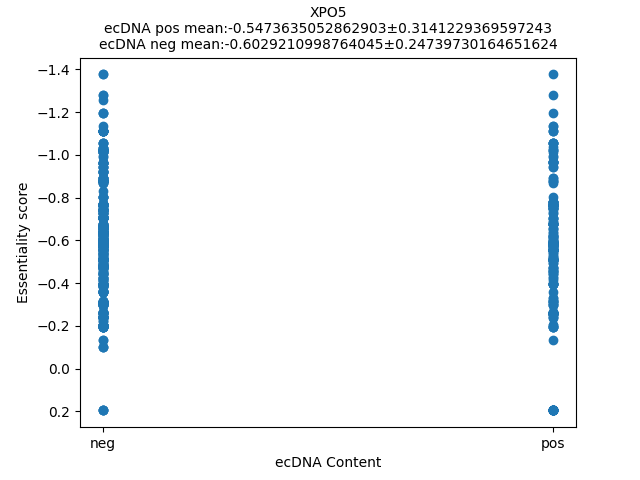 XPO5
ecDNA pos mean:-0.5473635052862903±0.3141229369597243
ecDNA neg mean:-0.6029210998764045±0.24739730164651624
−1.4
−1.2
−1.0
−0.8
−0.6
−0.4
−0.2
0.0
0.2
Essentiality score
neg
pos
ecDNA Content